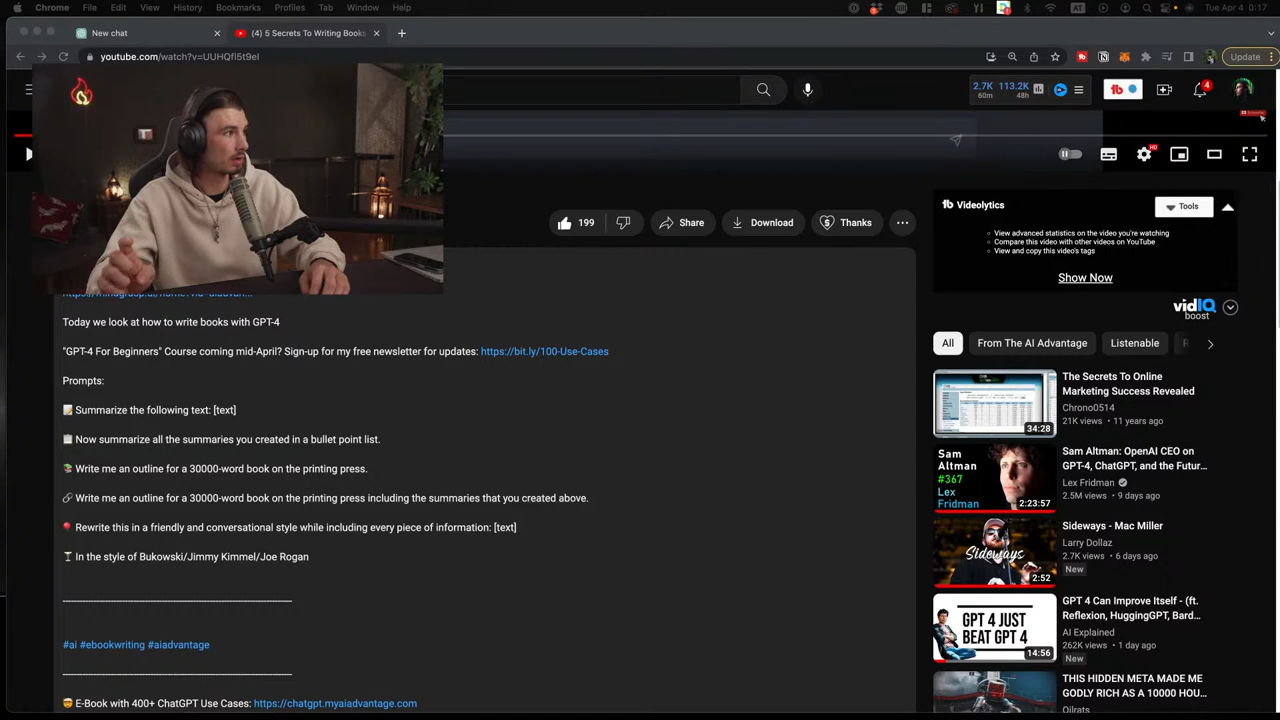 Chrome File Edit View History Bookmarks Profiles Tab Window Help
Tue Apr 4 0:17
New chat
(4) 5 Secrets To Writing Books
youtube.com/watch?v=UUHQfI5t9eI
Update
2.7K 113.2K
60m 48h
4
HD
199
Share
Download
Thanks
Today we look at how to write books with GPT-4
"GPT-4 For Beginners" Course coming mid-April? Sign-up for my free newsletter for updates: https://bit.ly/100-Use-Cases
Prompts:
📝 Summarize the following text: [text]
📋 Now summarize all the summaries you created in a bullet point list.
📚 Write me an outline for a 30000-word book on the printing press.
🔗 Write me an outline for a 30000-word book on the printing press including the summaries that you created above.
🎈 Rewrite this in a friendly and conversational style while including every piece of information: [text]
🍸 In the style of Bukowski/Jimmy Kimmel/Joe Rogan
#ai #ebookwriting #aiadvantage
🤯 E-Book with 400+ ChatGPT Use Cases: https://chatgpt.myaiadvantage.com
Videolytics
Tools
View advanced statistics on the video you're watching
Compare this video with other videos on YouTube
View and copy this video's tags
Show Now
vidIQ
boost
All
From The AI Advantage
Listenable
The Secrets To Online
Marketing Success Revealed
Chrono0514
21K views • 11 years ago
34:28
Sam
Altman:
OpenAI CEO
#367
Lex
Fridman
2:23:57
Sam Altman: OpenAI CEO on
GPT-4, ChatGPT, and the Futur...
Lex Fridman
2.5M views • 9 days ago
Sideways
2:52
Sideways - Mac Miller
Larry Dollaz
2.7K views • 6 days ago
New
GPT 4 JUST
BEAT GPT 4
14:56
GPT 4 Can Improve Itself - (ft.
Reflexion, HuggingGPT, Bard...
AI Explained
262K views • 1 day ago
New
THIS HIDDEN META MADE ME
GODLY RICH AS A 10000 HOU...
Oilrats